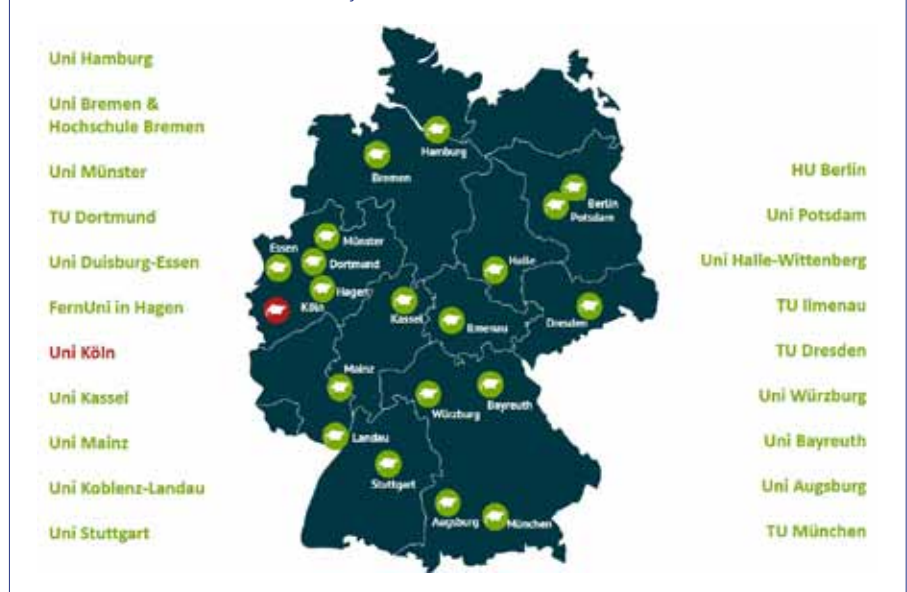 Uni Hamburg
Uni Bremen &
Hochschule Bremen
Uni Münster
TU Dortmund
Uni Duisburg-Essen
FernUni in Hagen
Uni Köln
Uni Kassel
Uni Mainz
Uni Koblenz-Landau
Uni Stuttgart
Hamburg
Bremen
Berlin
Potsdam
Münster
Essen
Dortmund
Halle
Hagen
Köln
Kassel
Ilmenau
Dresden
Mainz
Würzburg
Bayreuth
Landau
Stuttgart
Augsburg
München
HU Berlin
Uni Potsdam
Uni Halle-Wittenberg
TU Ilmenau
TU Dresden
Uni Würzburg
Uni Bayreuth
Uni Augsburg
TU München